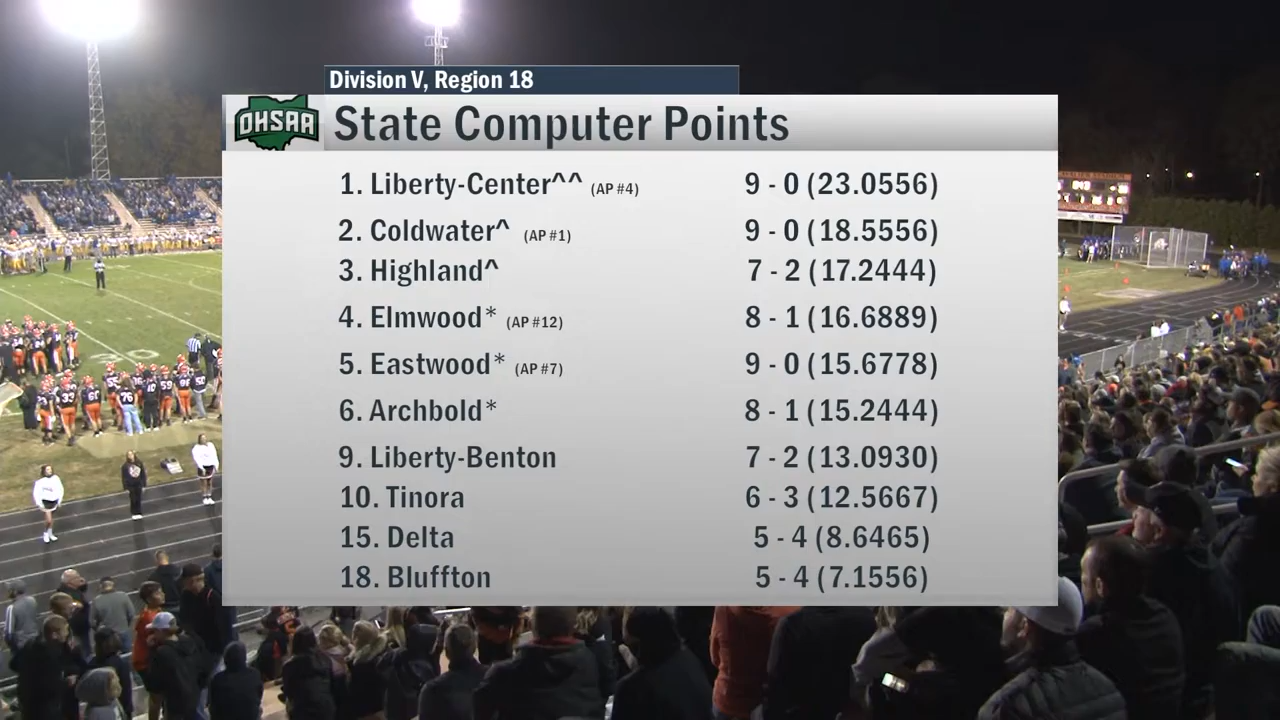 Division V, Region 18
OHSAA State Computer Points
1. Liberty-Center^^ (AP #4) 9 - 0 (23.0556)
2. Coldwater^ (AP #1) 9 - 0 (18.5556)
3. Highland^ 7 - 2 (17.2444)
4. Elmwood* (AP #12) 8 - 1 (16.6889)
5. Eastwood* (AP #7) 9 - 0 (15.6778)
6. Archbold* 8 - 1 (15.2444)
9. Liberty-Benton 7 - 2 (13.0930)
10. Tinora 6 - 3 (12.5667)
15. Delta 5 - 4 (8.6465)
18. Bluffton 5 - 4 (7.1556)